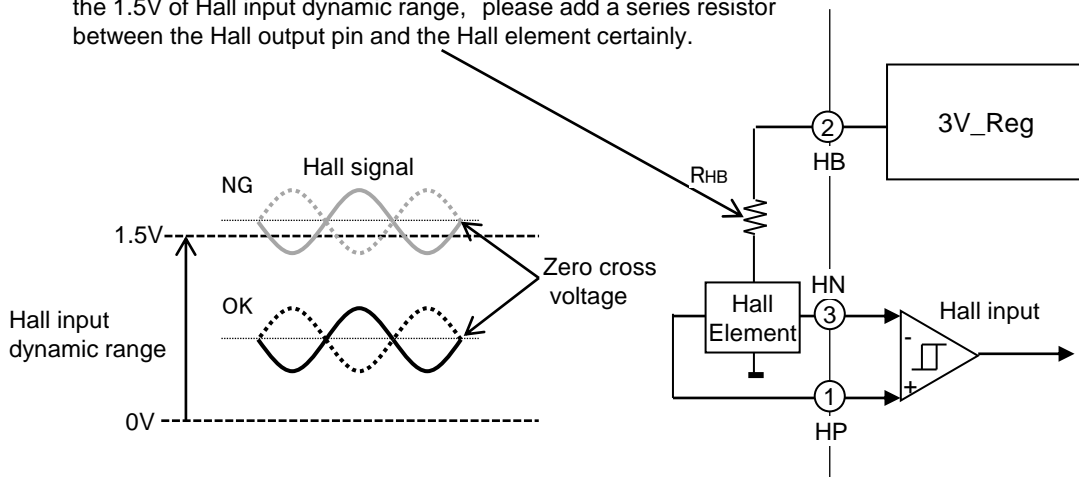 the 1.5V of Hall input dynamic range, please add a series resistor
between the Hall output pin and the Hall element certainly.
3V_Reg
2
HB
RHB
Hall signal
NG
1.5V
Zero cross
voltage
HN
Hall
Element
3
Hall input
OK
Hall input
dynamic range
-
+
1
HP
0V